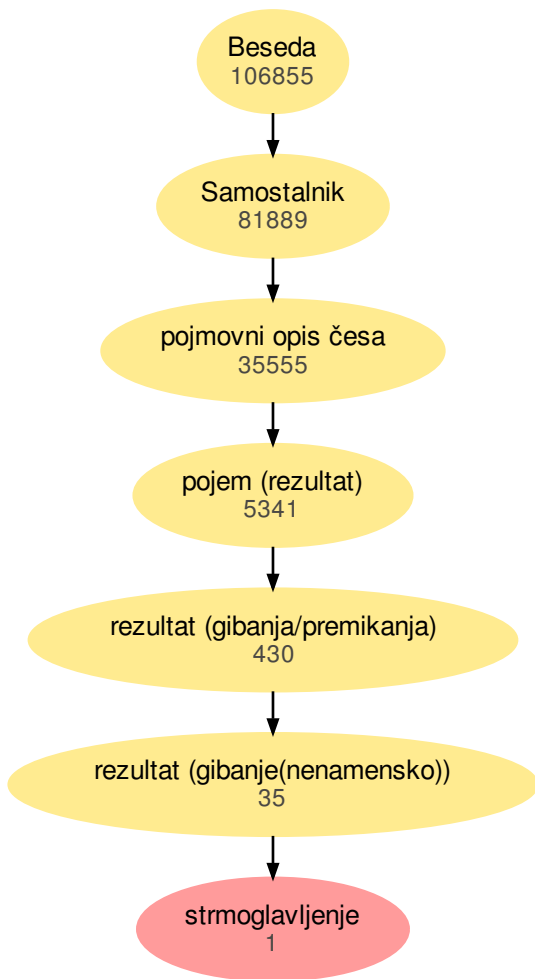 Beseda
106855
Samostalnik
81889
pojmovni opis česa
35555
pojem (rezultat)
5341
rezultat (gibanja/premikanja)
430
rezultat (gibanje(nenamensko))
35
strmoglavljenje
1